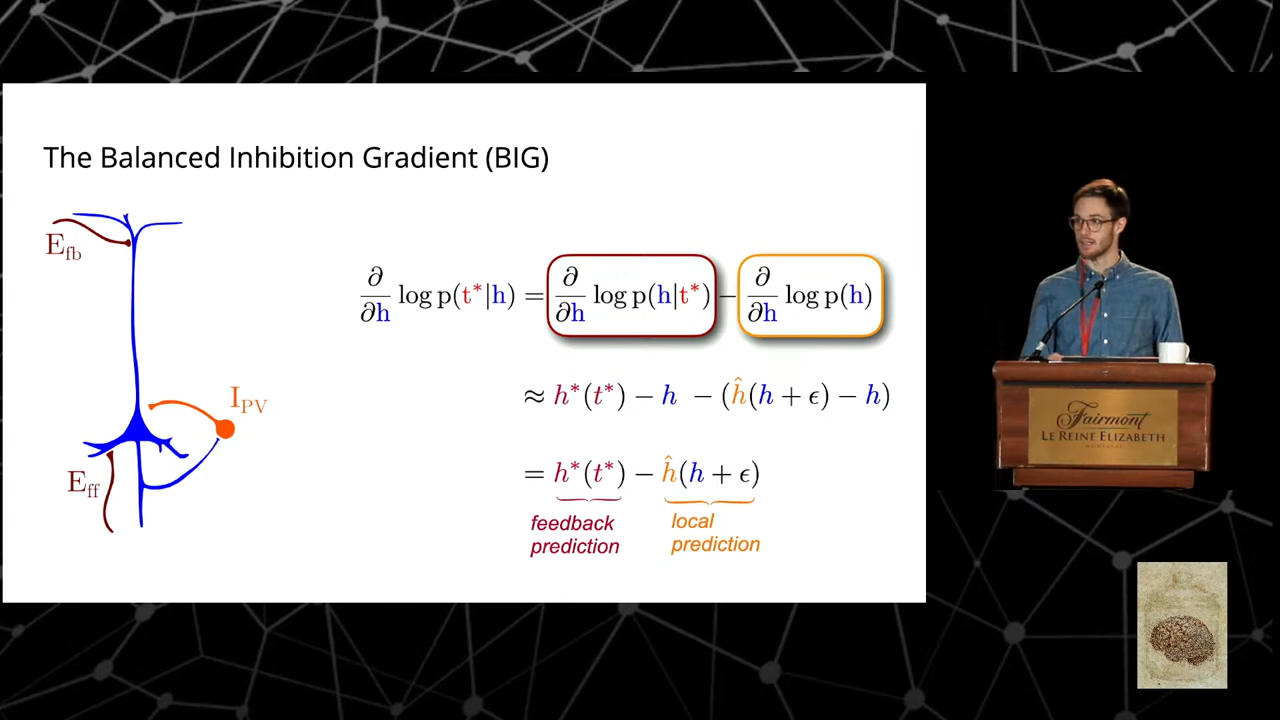 The Balanced Inhibition Gradient (BIG)
E_fb
∂/∂h log p(t*|h) = ∂/∂h log p(h|t*) − ∂/∂h log p(h)
≈ h*(t*) − h − (ĥ(h + ϵ) − h)
I_PV
E_ff
= h*(t*) − ĥ(h + ϵ)
feedback
prediction
local
prediction
Fairmont
LE REINE ELIZABETH